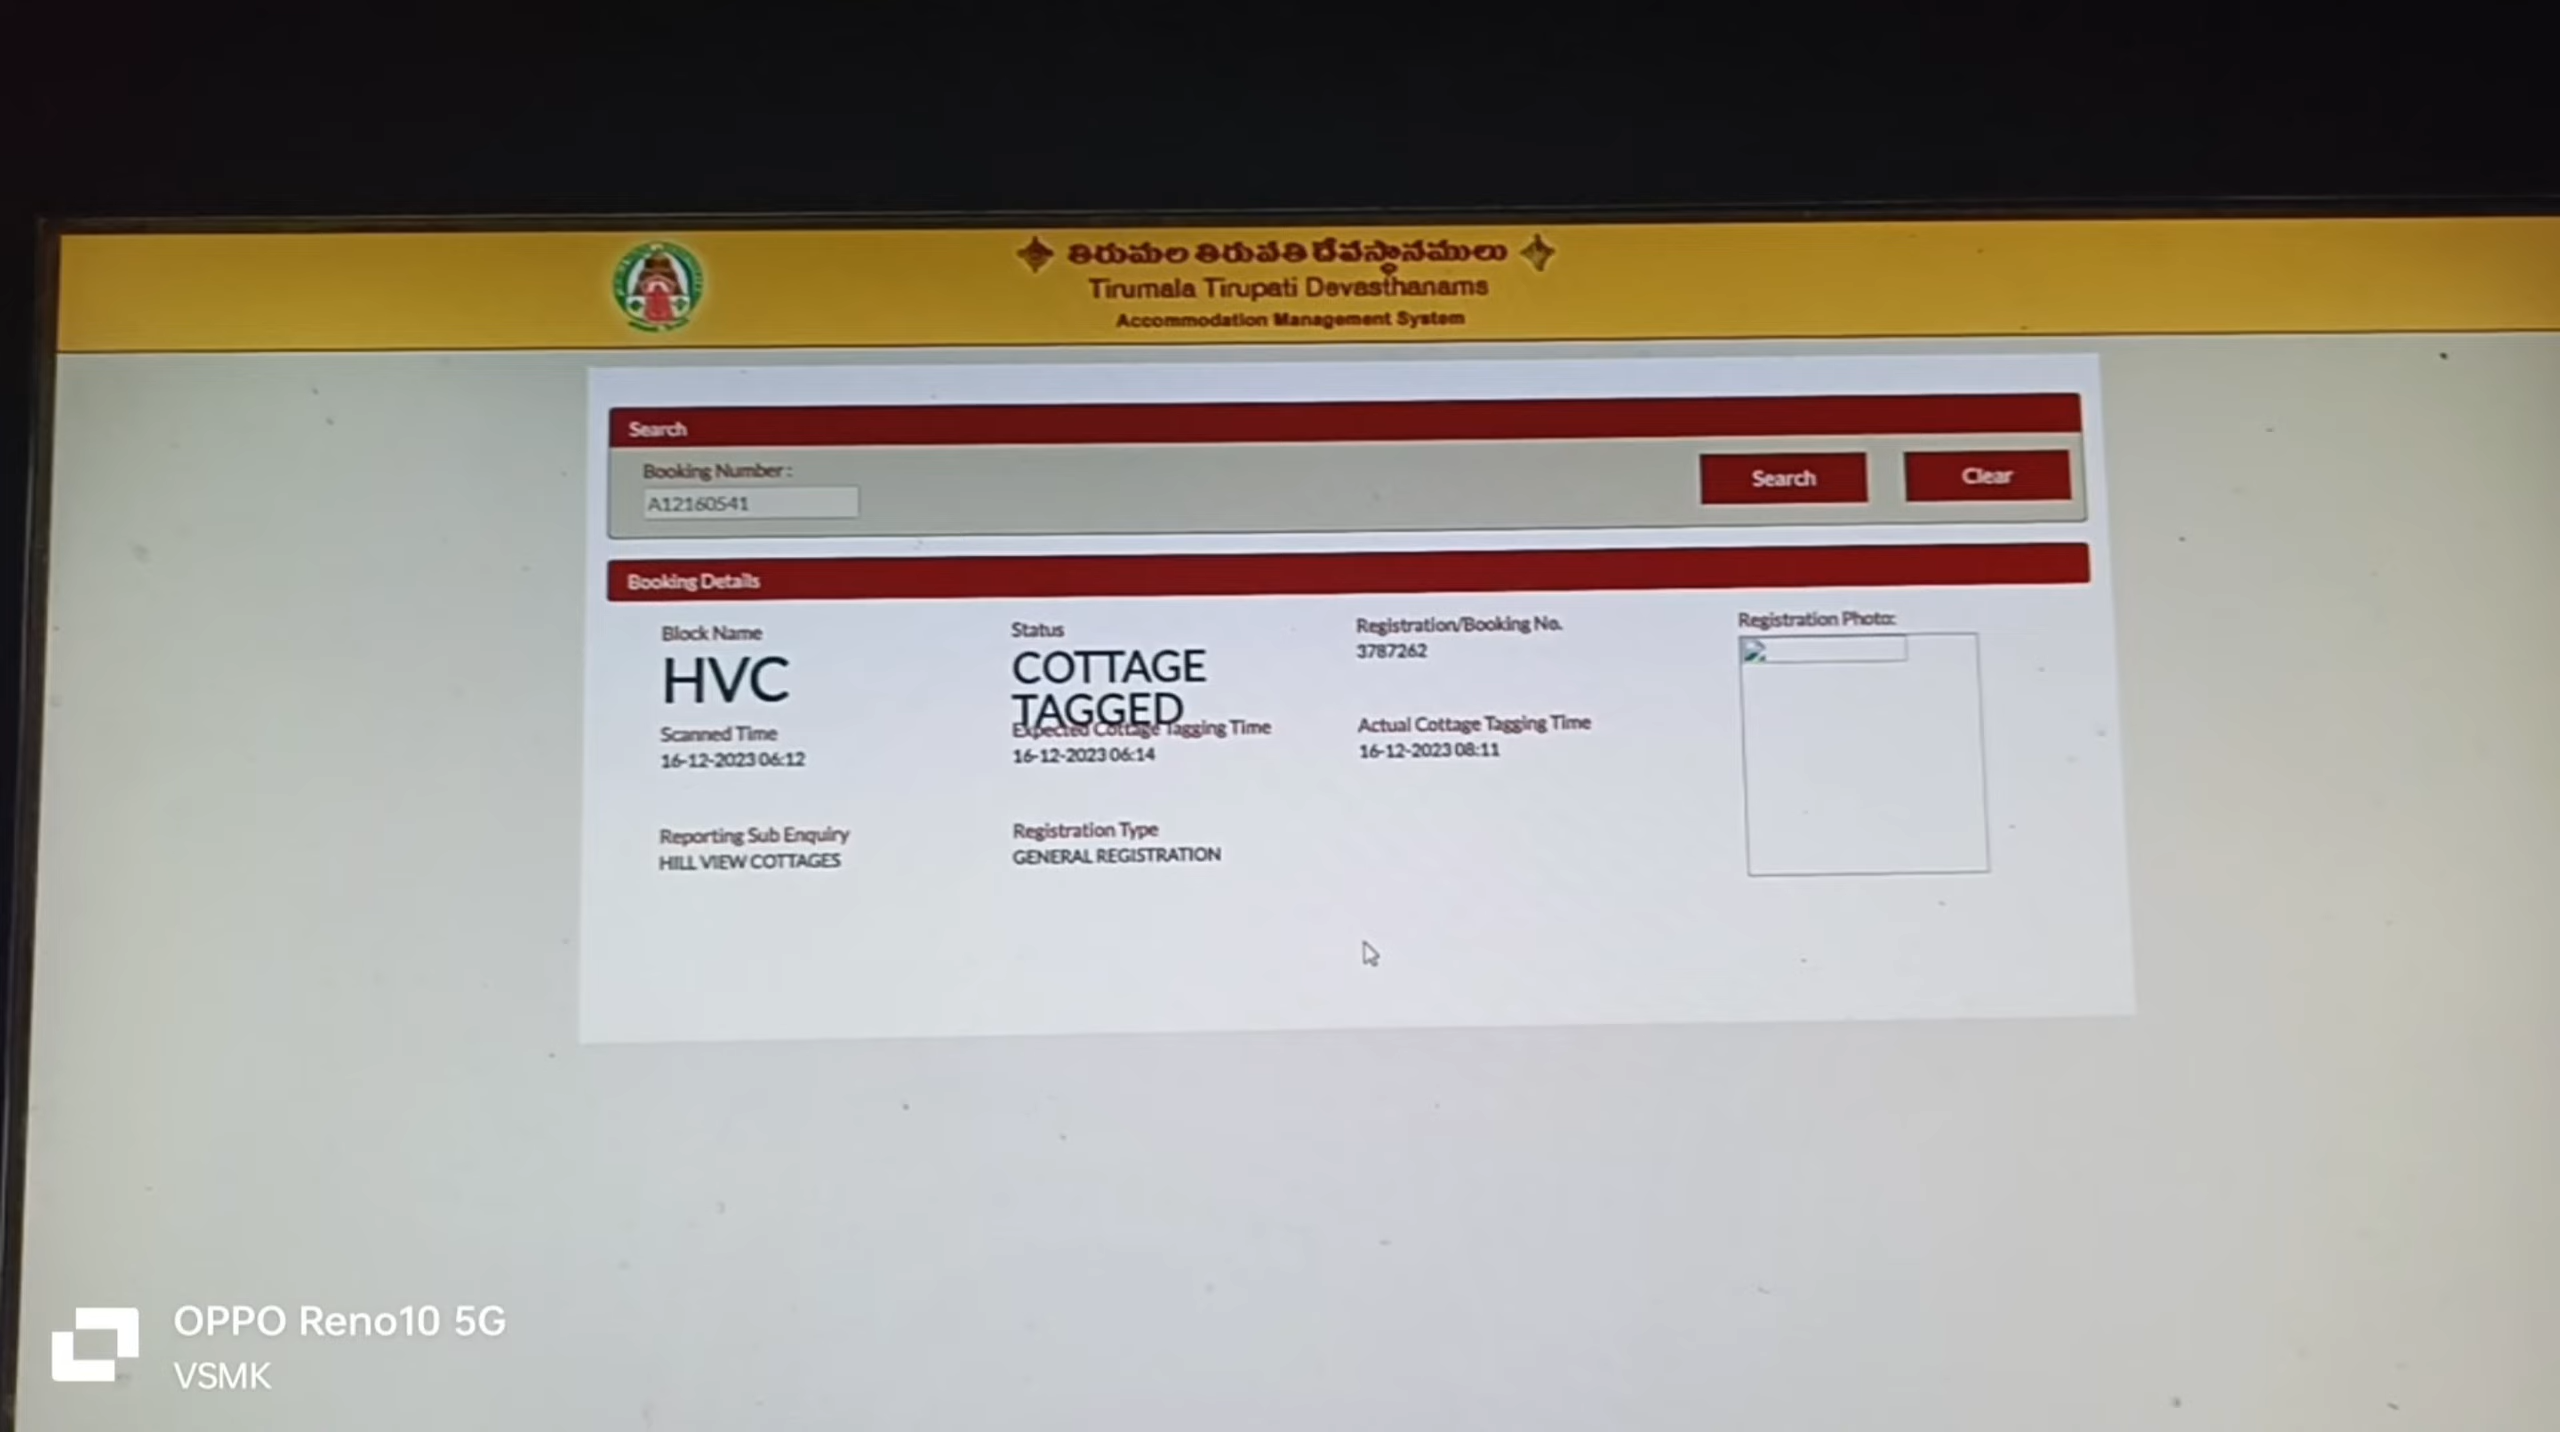 తిరుమల తిరుపతి దేవస్థానములు
Tirumala Tirupati Devasthanams
Accommodation Management System
Search
Booking Number :
A12160541
Search
Clear
Booking Details
Block Name
HVC
Status
COTTAGE
TAGGED
Registration/Booking No.
3787262
Registration Photo:
Scanned Time
16-12-2023 06:12
Expected Cottage Tagging Time
16-12-2023 06:14
Actual Cottage Tagging Time
16-12-2023 08:11
Reporting Sub Enquiry
HILL VIEW COTTAGES
Registration Type
GENERAL REGISTRATION
OPPO Reno10 5G
VSMK